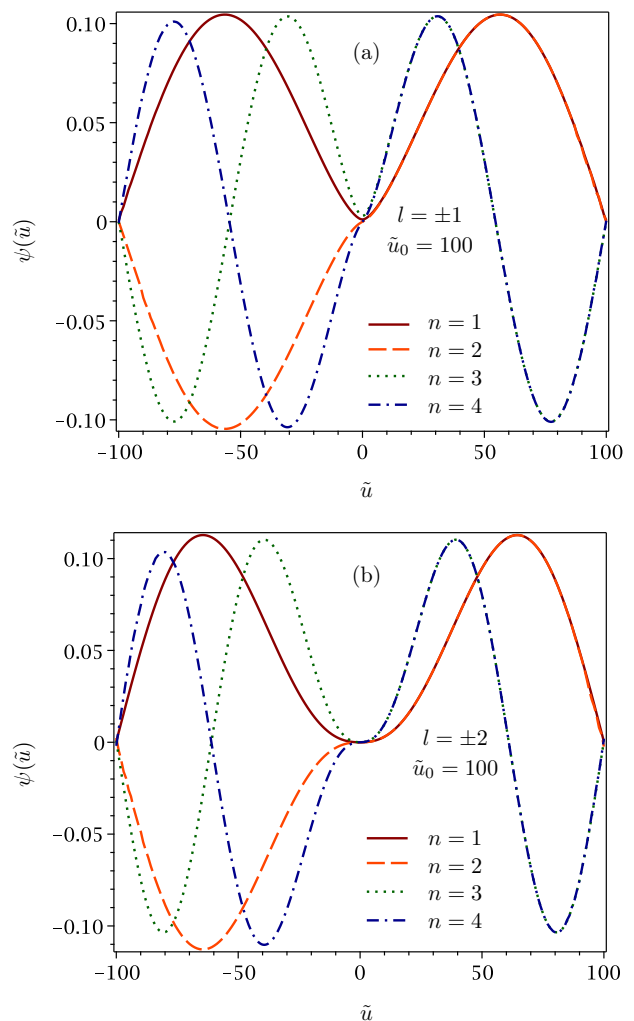 0.10
(a)
0.05
0
l = ±1
ũ₀ = 100
ψ(ũ)
−0.05
n = 1
n = 2
n = 3
n = 4
−0.10
−100 −50 0 50 100
ũ
0.10
(b)
0.05
0
l = ±2
ũ₀ = 100
ψ(ũ)
−0.05
n = 1
n = 2
n = 3
n = 4
−0.10
−100 −50 0 50 100
ũ